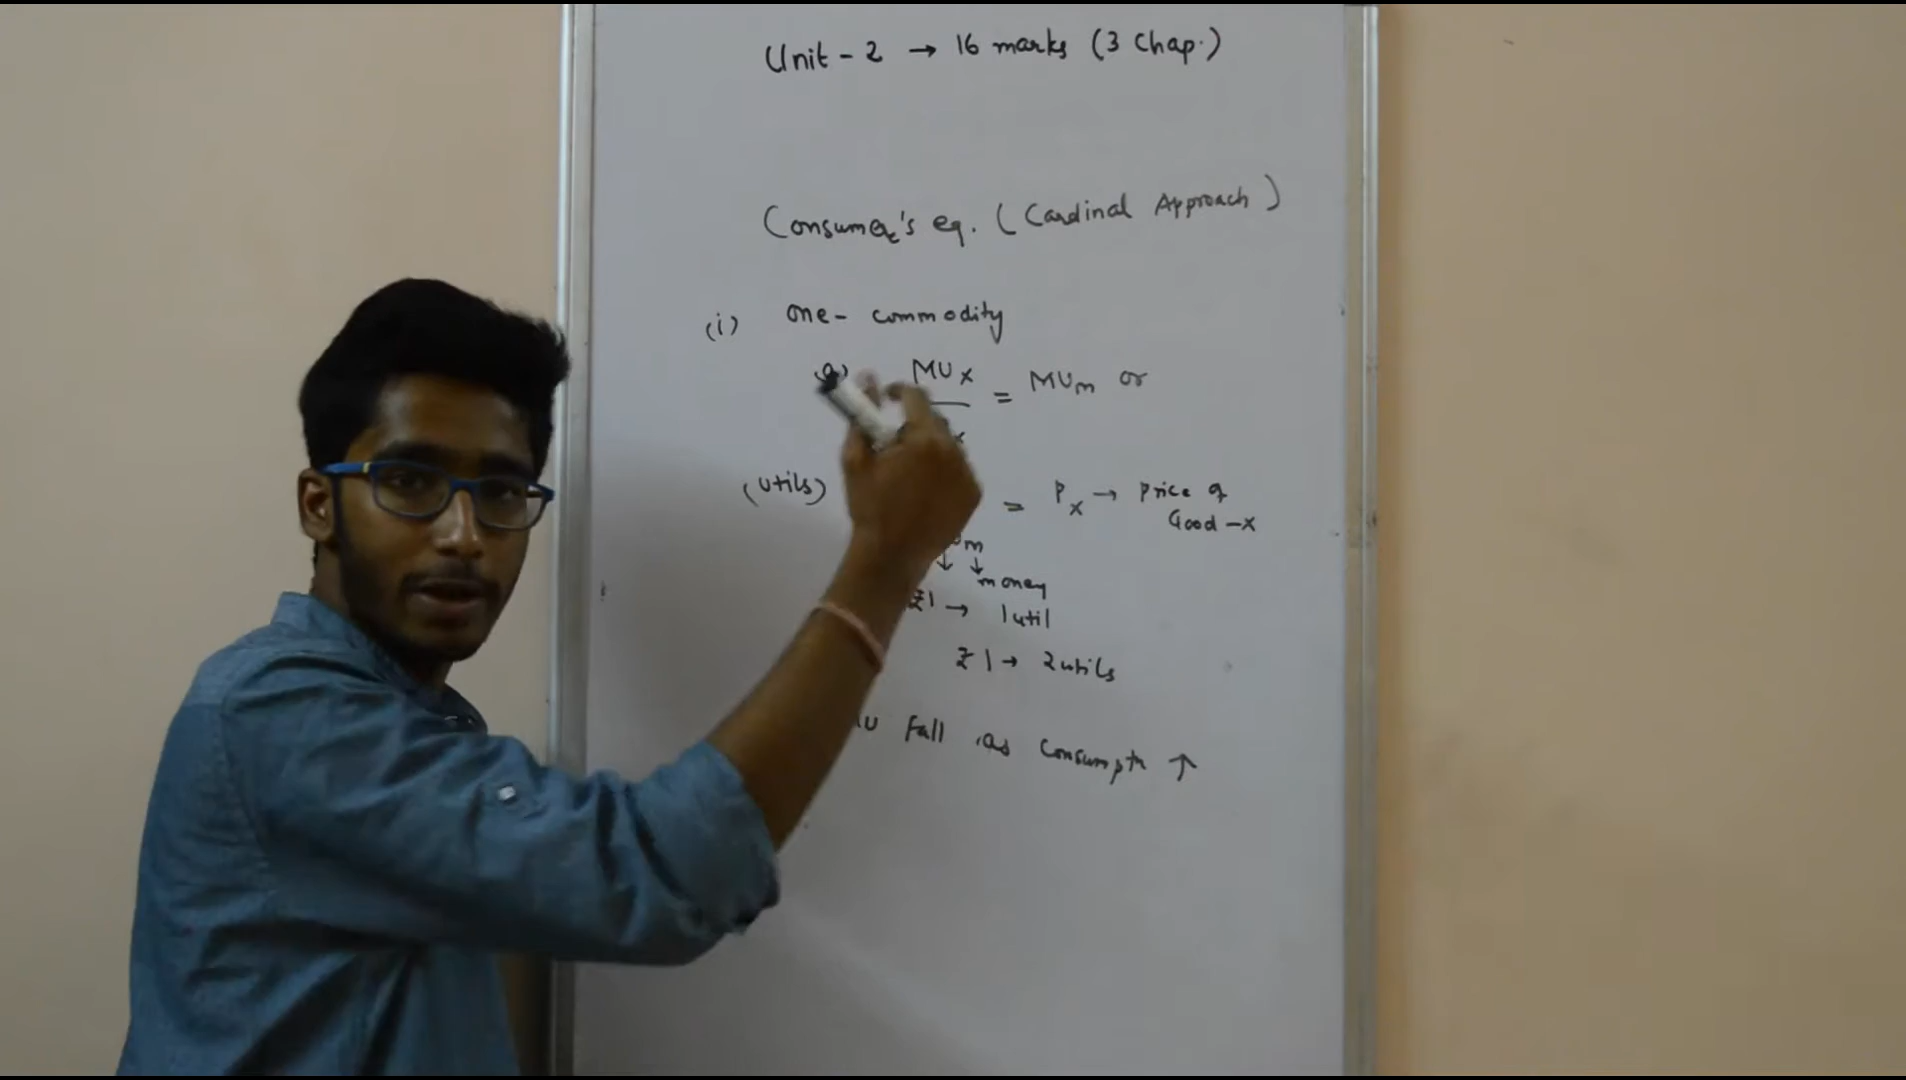 Unit - 2 → 16 marks (3 Chap.)
Consumer's eq. (Cardinal Approach)
(i) one - commodity
(a) MUx = MUm or
x
(utils) = Px → Price of
Good - x
m
↓ ↓
money
₹1 → 1 util
₹1 → 2 utils
fall as Consumptn ↑